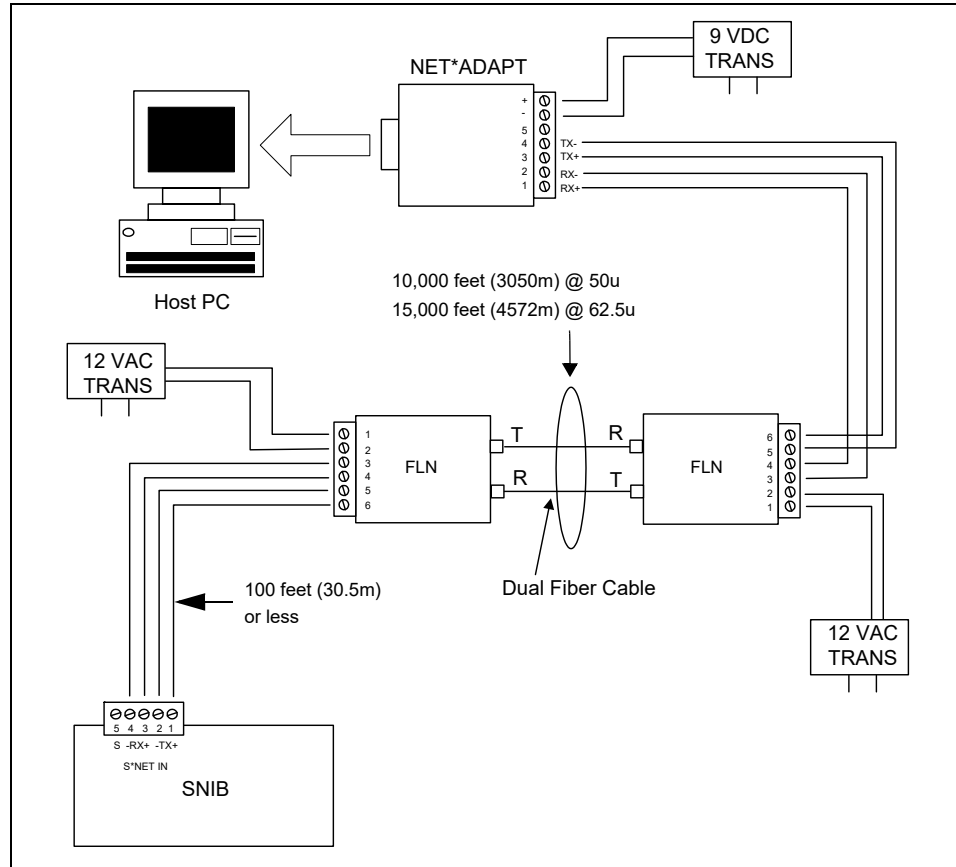 9 VDC
TRANS
NET*ADAPT
+
-
5
4 TX-
3 TX+
2 RX-
1 RX+
Host PC
10,000 feet (3050m) @ 50u
15,000 feet (4572m) @ 62.5u
12 VAC
TRANS
1
2
3
4
5
6
FLN
T
R
R
T
FLN
6
5
4
3
2
1
Dual Fiber Cable
100 feet (30.5m)
or less
12 VAC
TRANS
5 4 3 2 1
S -RX+ -TX+
S*NET IN
SNIB